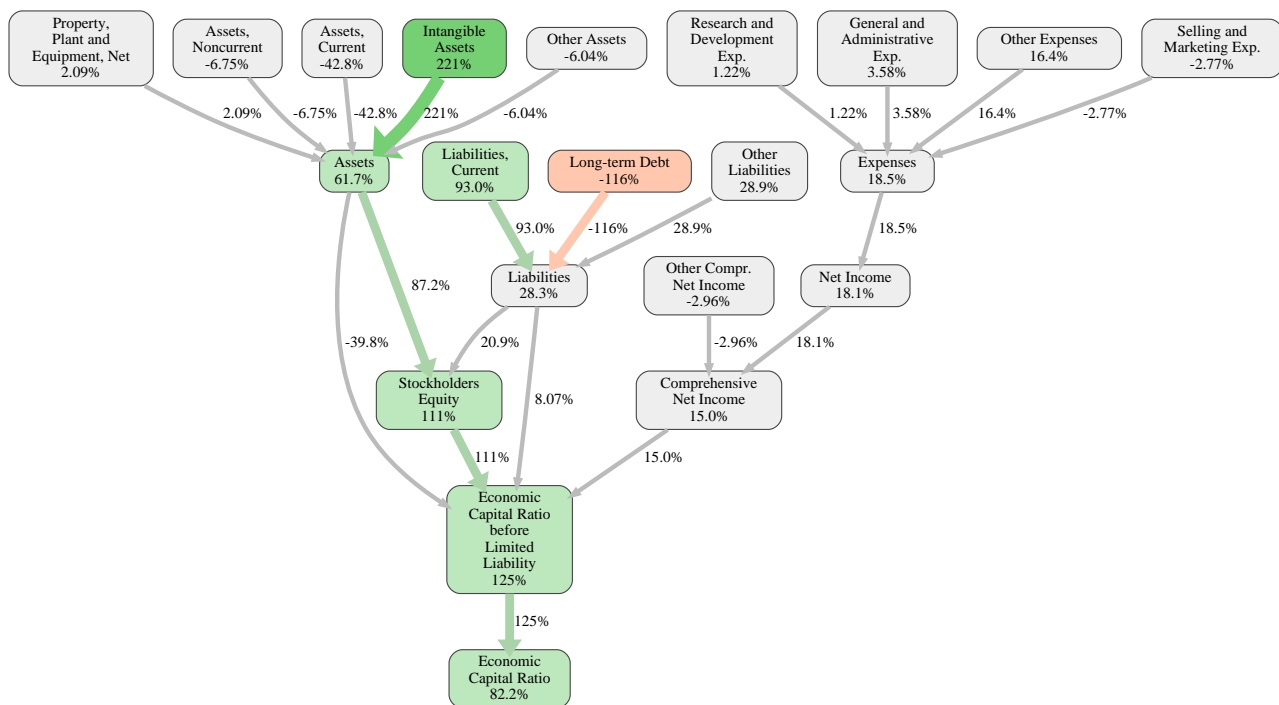 Property,
Plant and
Equipment, Net
2.09%
Assets,
Noncurrent
-6.75%
Assets,
Current
-42.8%
Intangible
Assets
221%
Other Assets
-6.04%
Research and
Development
Exp.
1.22%
General and
Administrative
Exp.
3.58%
Other Expenses
16.4%
Selling and
Marketing Exp.
-2.77%
2.09%
-6.75%
-42.8%
221%
-6.04%
1.22%
3.58%
16.4%
-2.77%
Assets
61.7%
Liabilities,
Current
93.0%
Long-term Debt
-116%
Other
Liabilities
28.9%
Expenses
18.5%
93.0%
-116%
28.9%
18.5%
87.2%
Liabilities
28.3%
Other Compr.
Net Income
-2.96%
Net Income
18.1%
-39.8%
20.9%
-2.96%
18.1%
Stockholders
Equity
111%
8.07%
Comprehensive
Net Income
15.0%
111%
15.0%
Economic
Capital Ratio
before
Limited
Liability
125%
125%
Economic
Capital Ratio
82.2%